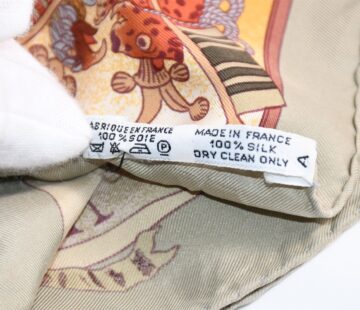 FABRIQUE EN FRANCE
100% SOIE
MADE IN FRANCE
100% SILK
DRY CLEAN ONLY
A